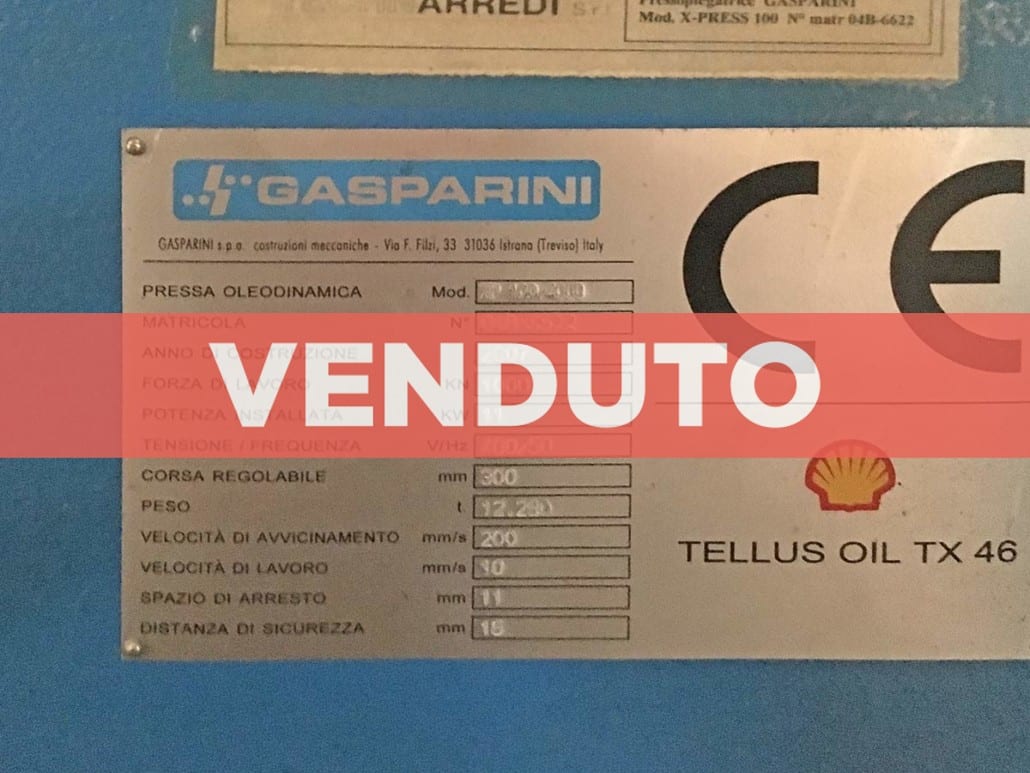 ARREDI S.r.l.
Pressopiegatrice GASPARINI
Mod. X-PRESS 100 N° matr 04B-6622
GASPARINI
CE
GASPARINI s.p.a. costruzioni meccaniche - Via F. Filzi, 33 31036 Istrana (Treviso) Italy
PRESSA OLEODINAMICA Mod.
MATRICOLA N°
ANNO DI COSTRUZIONE
FORZA DI LAVORO KN
POTENZA INSTALLATA KW 11
TENSIONE / FREQUENZA V/Hz
VENDUTO
CORSA REGOLABILE mm 300
PESO t.
VELOCITÀ DI AVVICINAMENTO mm/s 200
VELOCITÀ DI LAVORO mm/s 10
SPAZIO DI ARRESTO mm 11
DISTANZA DI SICUREZZA mm
TELLUS OIL TX 46